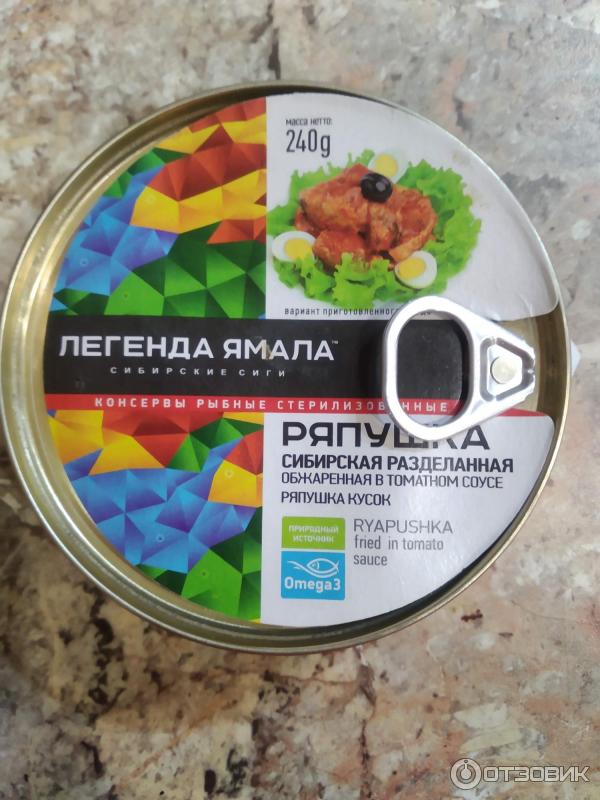 масса нетто:
240g
вариант приготовленного
ЛЕГЕНДА ЯМАЛА™
СИБИРСКИЕ СИГИ
КОНСЕРВЫ РЫБНЫЕ СТЕРИЛИЗОВАННЫЕ
РЯПУШКА
СИБИРСКАЯ РАЗДЕЛАННАЯ
ОБЖАРЕННАЯ В ТОМАТНОМ СОУСЕ
РЯПУШКА КУСОК
ПРИРОДНЫЙ
ИСТОЧНИК
RYAPUSHKA
fried in tomato
sauce
Omega3
ОТЗОВИК